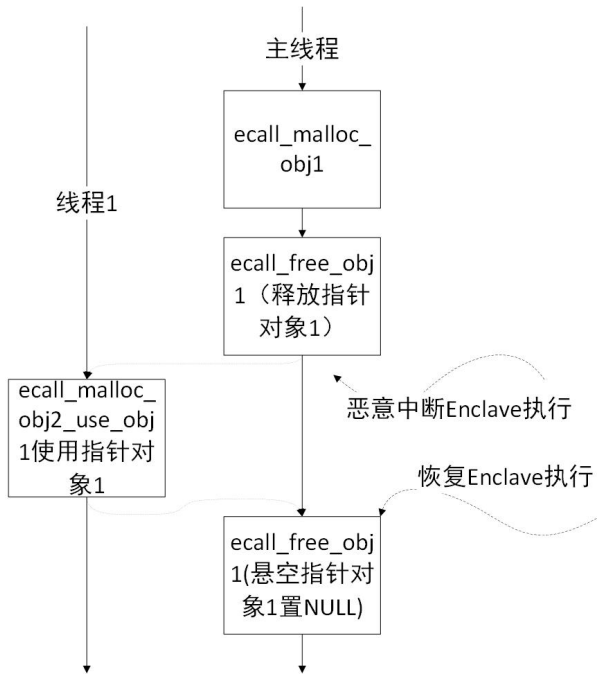 主线程
ecall_malloc_
obj1
线程1
ecall_free_obj
1（释放指针
对象1）
ecall_malloc_
obj2_use_obj
1使用指针对
象1
恶意中断Enclave执行
恢复Enclave执行
ecall_free_obj
1(悬空指针对
象1置NULL)